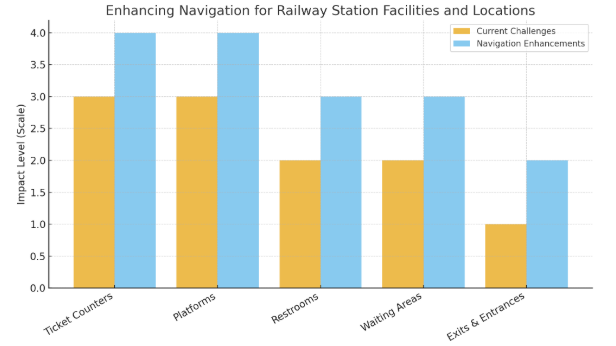 Enhancing Navigation for Railway Station Facilities and Locations
Current Challenges
Navigation Enhancements
Impact Level (Scale)
4.0
3.5
3.0
2.5
2.0
1.5
1.0
0.5
0.0
Ticket Counters
Platforms
Restrooms
Waiting Areas
Exits & Entrances